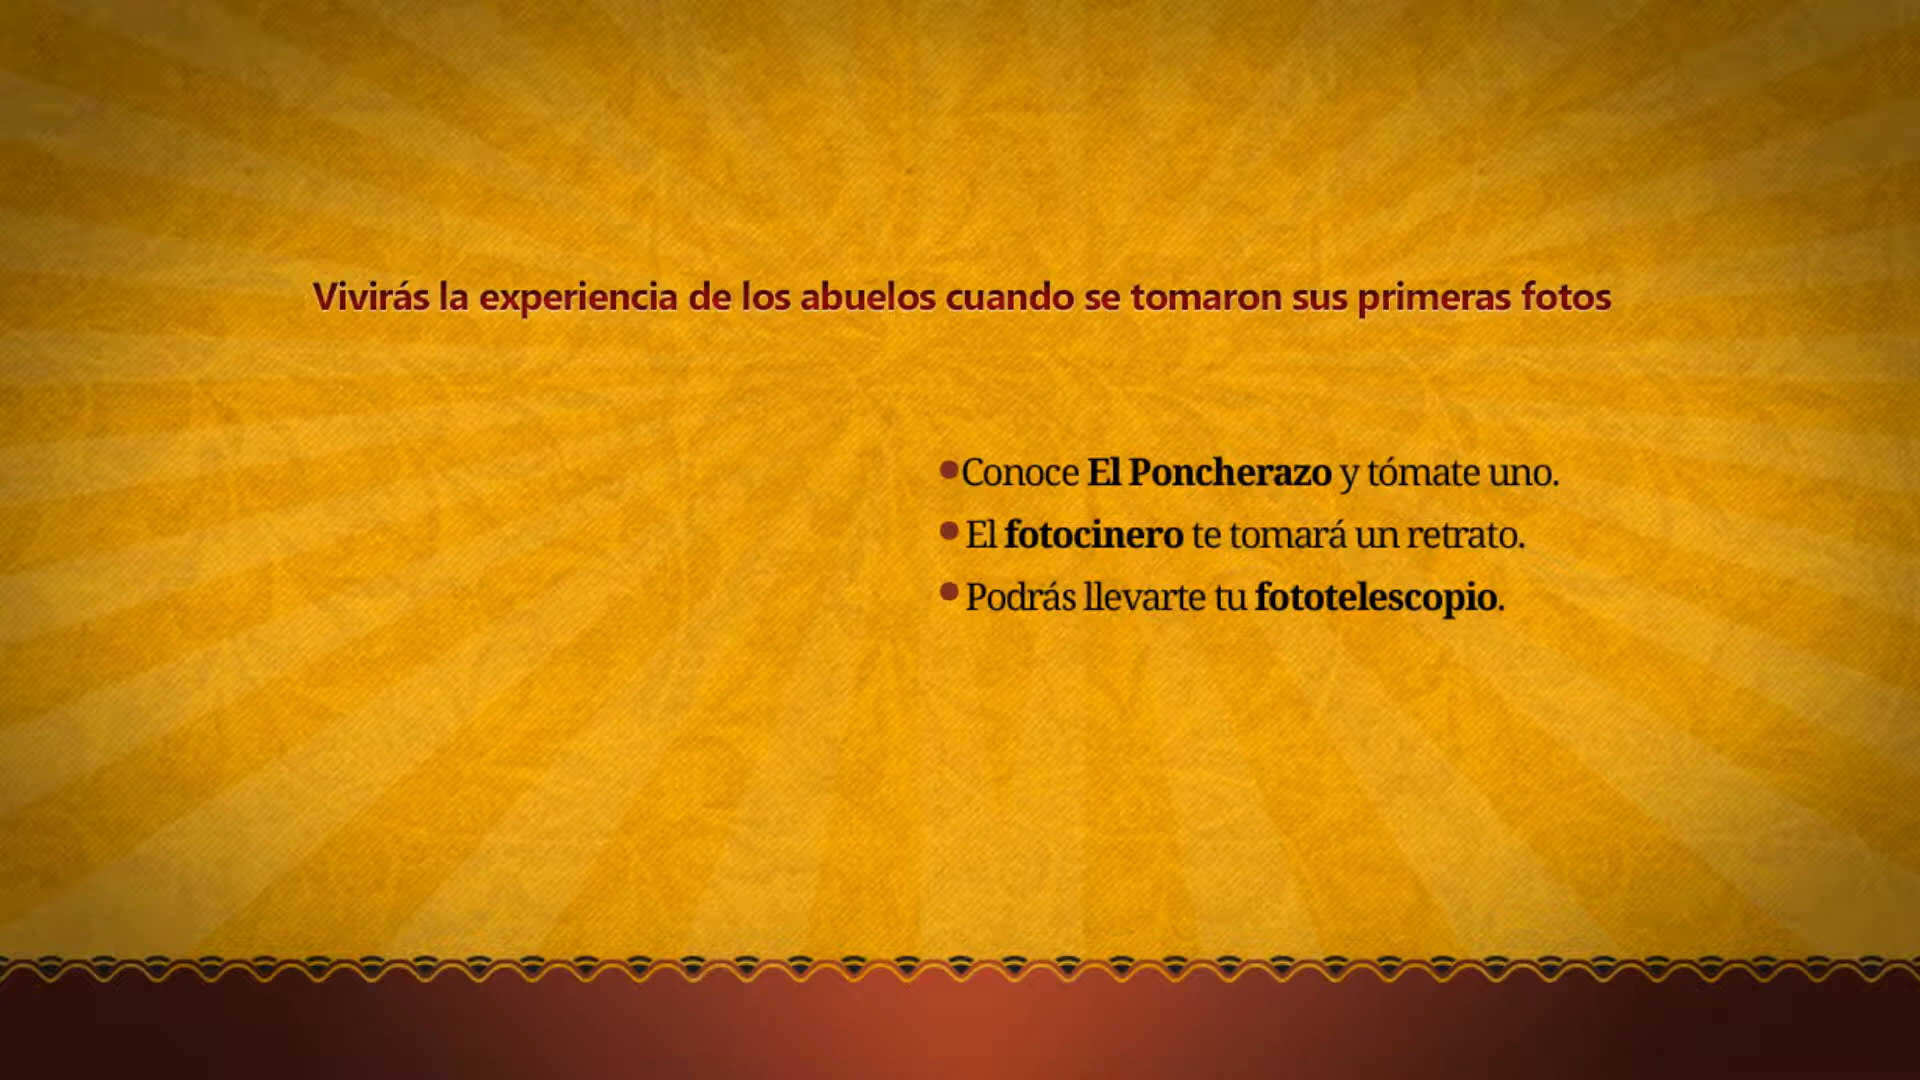 Vivirás la experiencia de los abuelos cuando se tomaron sus primeras fotos
•Conoce El Poncherazo y tómate uno.
• El fotocinero te tomará un retrato.
• Podrás llevarte tu fototelescopio.